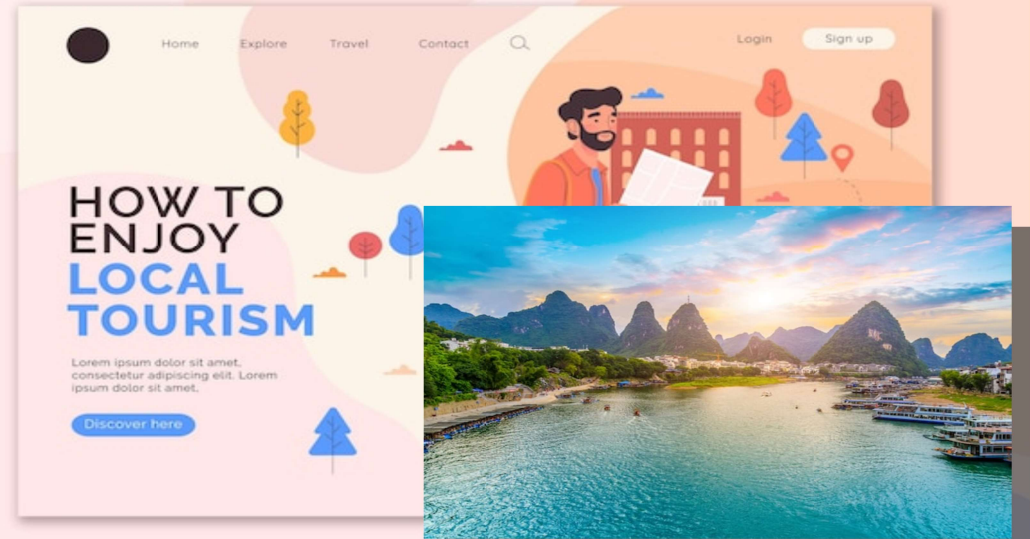 Home Explore Travel Contact Login Sign up
HOW TO
ENJOY
LOCAL
TOURISM
Lorem ipsum dolor sit amet,
consectetur adipiscing elit. Lorem
ipsum dolor sit amet,
Discover here